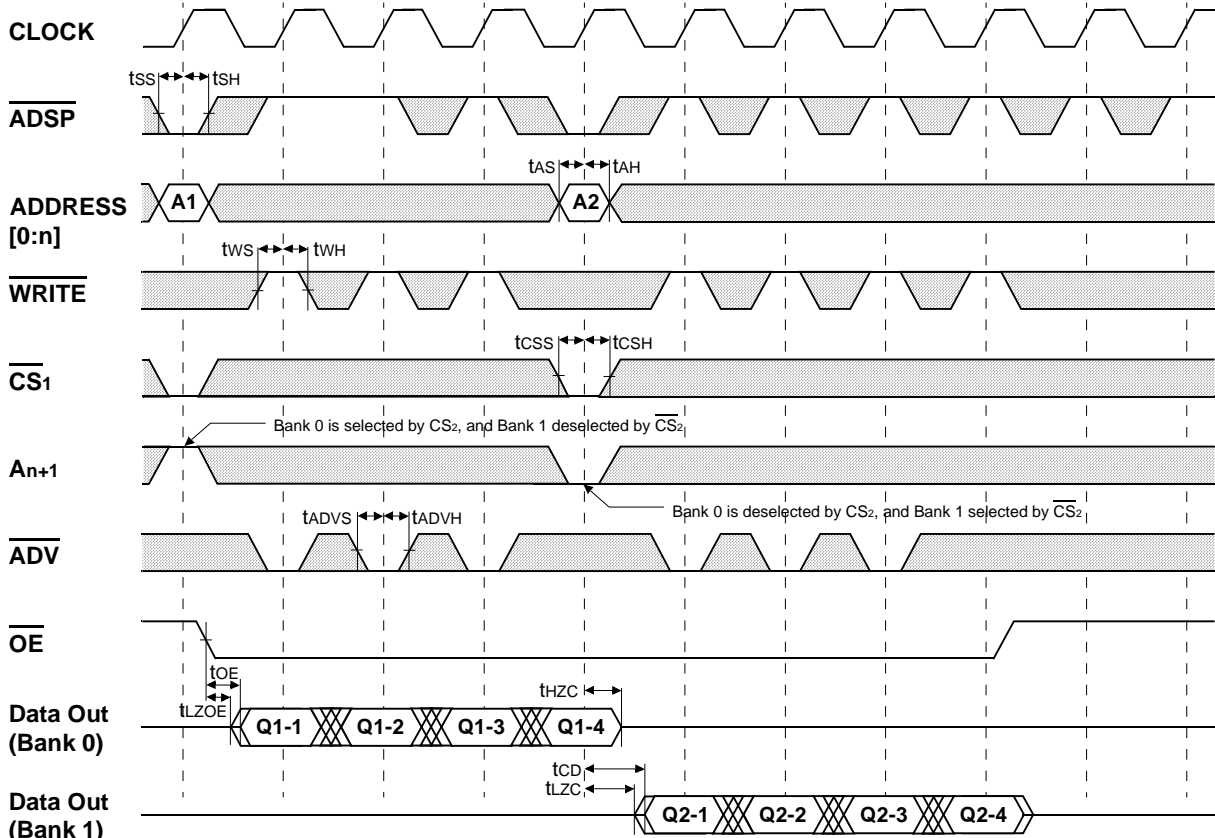 CLOCK
tSS tSH
ADSP
tAS tAH
ADDRESS
[0:n]
A1 A2
tWS tWH
WRITE
tCSS tCSH
CS1
Bank 0 is selected by CS2, and Bank 1 deselected by CS2
An+1
Bank 0 is deselected by CS2, and Bank 1 selected by CS2
tADVS tADVH
ADV
OE
tOE
tHZC
tLZOE
Data Out
(Bank 0)
Q1-1 Q1-2 Q1-3 Q1-4
tCD
tLZC
Data Out
(Bank 1)
Q2-1 Q2-2 Q2-3 Q2-4